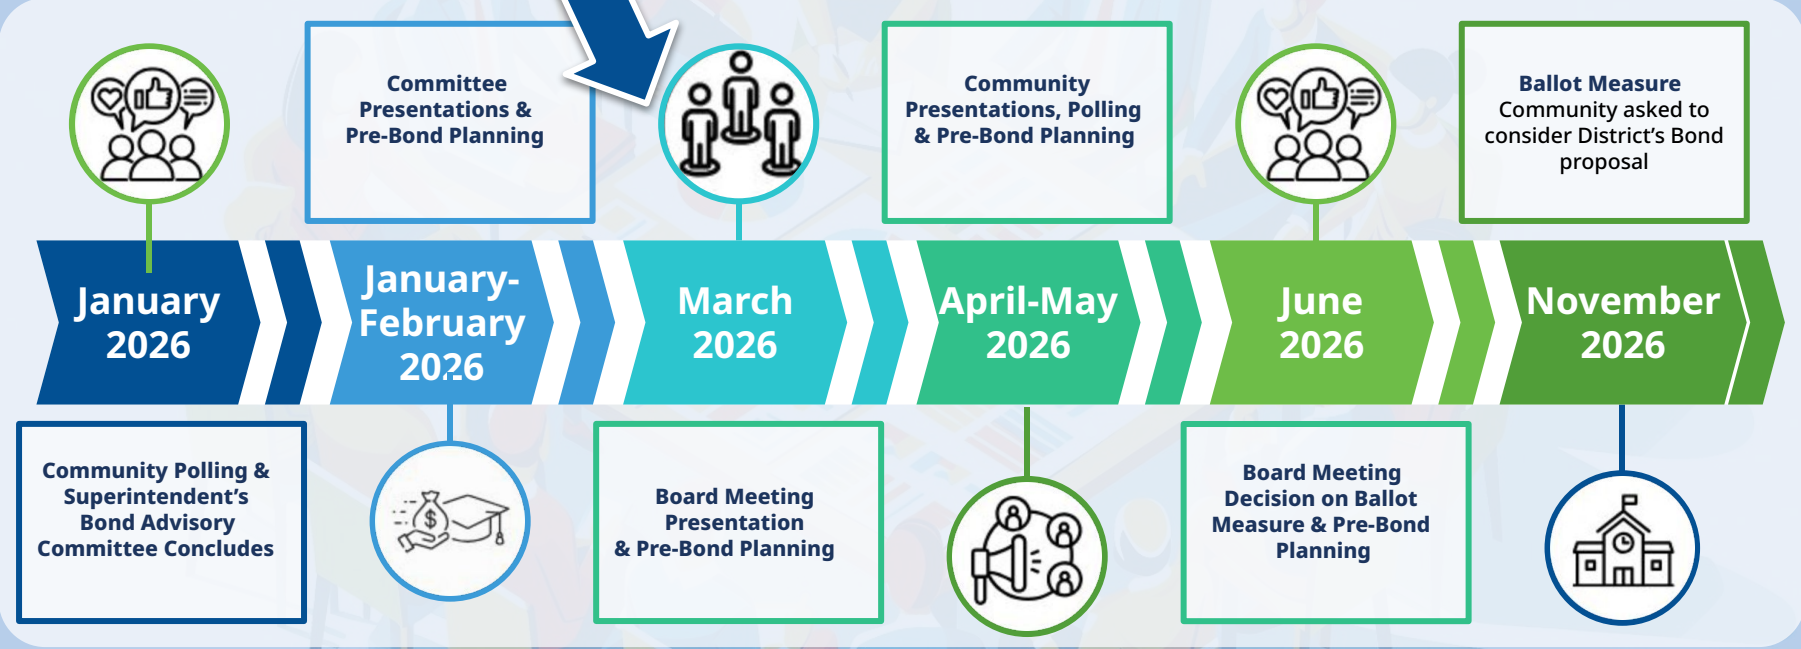 Committee
Presentations &
Pre-Bond Planning
Community
Presentations, Polling
& Pre-Bond Planning
Ballot Measure
Community asked to
consider District’s Bond
proposal
January
2026
January-
February
2026
March
2026
April-May
2026
June
2026
November
2026
Community Polling &
Superintendent’s
Bond Advisory
Committee Concludes
$
Board Meeting
Presentation
& Pre-Bond Planning
Board Meeting
Decision on Ballot
Measure & Pre-Bond
Planning